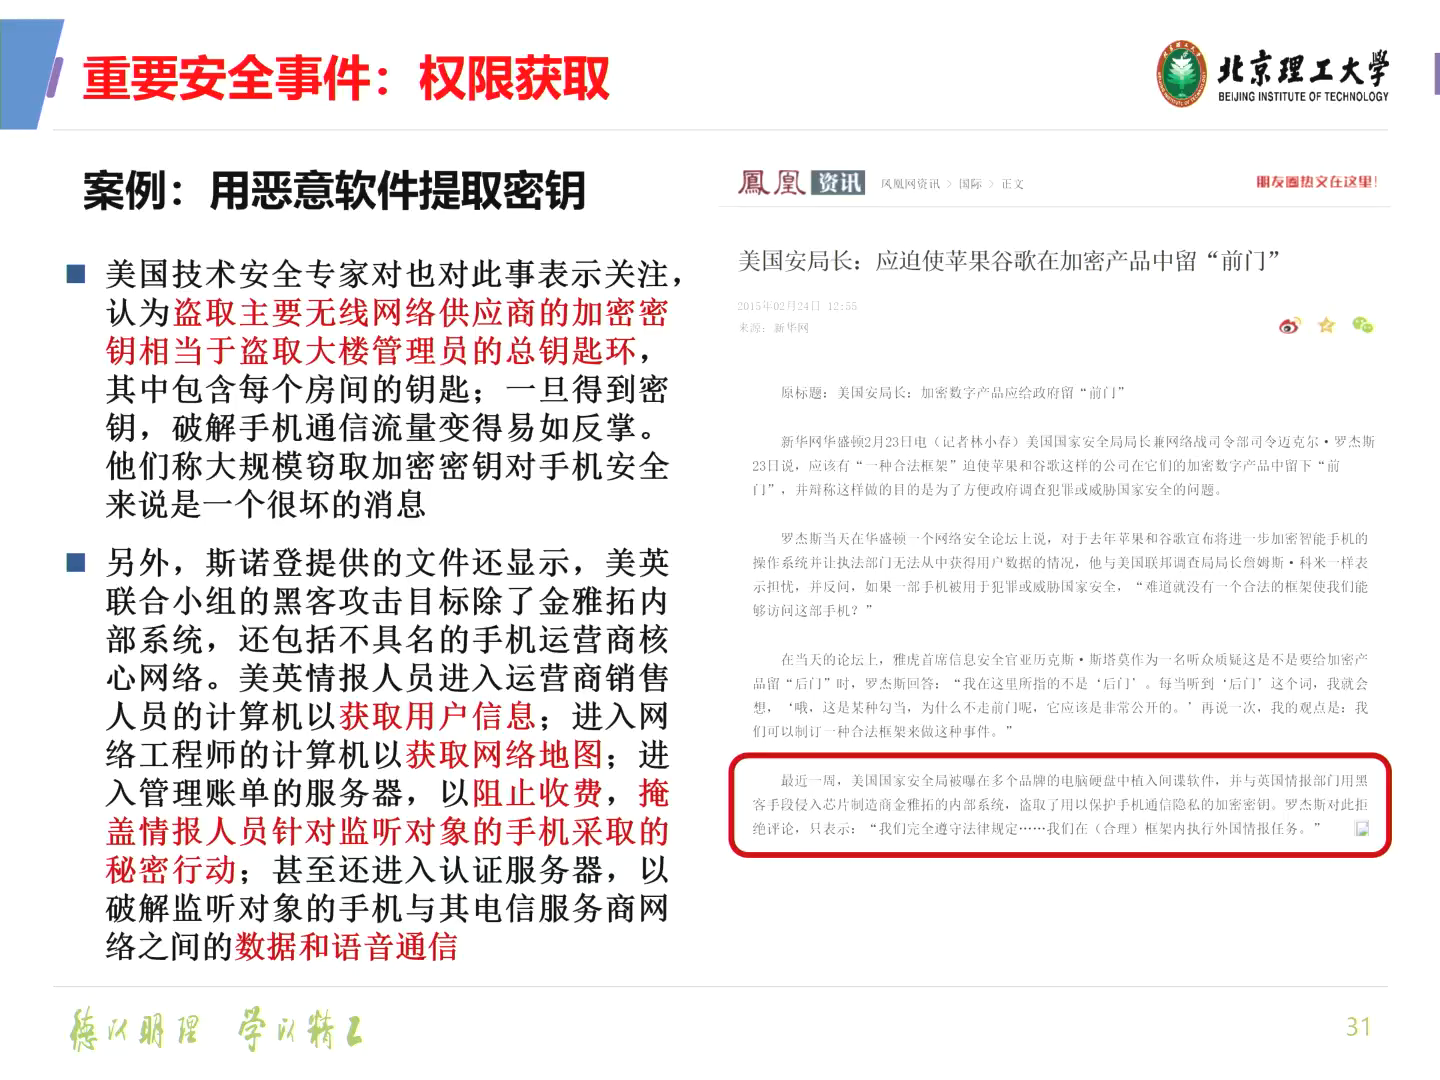 重要安全事件：权限获取
北京理工大学
BEIJING INSTITUTE OF TECHNOLOGY
案例：用恶意软件提取密钥
美国技术安全专家对也对此事表示关注，
认为盗取主要无线网络供应商的加密密
钥相当于盗取大楼管理员的总钥匙环，
其中包含每个房间的钥匙；一旦得到密
钥，破解手机通信流量变得易如反掌。
他们称大规模窃取加密密钥对手机安全
来说是一个很坏的消息
另外，斯诺登提供的文件还显示，美英
联合小组的黑客攻击目标除了金雅拓内
部系统，还包括不具名的手机运营商核
心网络。美英情报人员进入运营商销售
人员的计算机以获取用户信息；进入网
络工程师的计算机以获取网络地图；进
入管理账单的服务器，以阻止收费，掩
盖情报人员针对监听对象的手机采取的
秘密行动；甚至还进入认证服务器，以
破解监听对象的手机与其电信服务商网
络之间的数据和语音通信
鳳凰 资讯 凤凰网资讯 > 国际 > 正文
朋友圈热文在这里！
美国安局长：应迫使苹果谷歌在加密产品中留“前门”
2015年02月24日 12:55
来源：新华网
原标题：美国安局长：加密数字产品应给政府留“前门”
新华网华盛顿2月23日电（记者林小春）美国国家安全局局长兼网络战司令部司令迈克尔·罗杰斯
23日说，应该有“一种合法框架”迫使苹果和谷歌这样的公司在它们的加密数字产品中留下“前
门”，并辩称这样做的目的是为了方便政府调查犯罪或威胁国家安全的问题。
罗杰斯当天在华盛顿一个网络安全论坛上说，对于去年苹果和谷歌宣布将进一步加密智能手机的
操作系统并让执法部门无法从中获得用户数据的情况，他与美国联邦调查局局长詹姆斯·科米一样表
示担忧，并反问，如果一部手机被用于犯罪或威胁国家安全，“难道就没有一个合法的框架使我们能
够访问这部手机？”
在当天的论坛上，雅虎首席信息安全官亚历克斯·斯塔莫作为一名听众质疑这是不是要给加密产
品留“后门”时，罗杰斯回答：“我在这里所指的不是‘后门’。每当听到‘后门’这个词，我就会
想，‘哦，这是某种勾当，为什么不走前门呢，它应该是非常公开的。’再说一次，我的观点是：我
们可以制订一种合法框架来做这种事件。”
最近一周，美国国家安全局被曝在多个品牌的电脑硬盘中植入间谍软件，并与英国情报部门用黑
客手段侵入芯片制造商金雅拓的内部系统，盗取了用以保护手机通信隐私的加密密钥。罗杰斯对此拒
绝评论，只表示：“我们完全遵守法律规定……我们在（合理）框架内执行外国情报任务。”
德以明理 学以精工
31